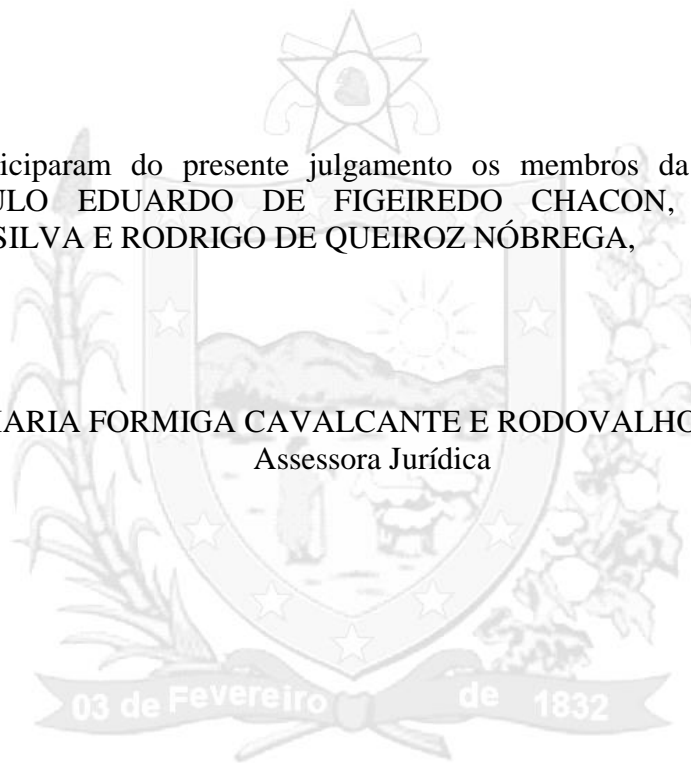 iciparam do presente julgamento os membros da
ULO EDUARDO DE FIGEIREDO CHACON,
SILVA E RODRIGO DE QUEIROZ NÓBREGA,
IARIA FORMIGA CAVALCANTE E RODOVALHO
Assessora Jurídica
03 de Fevereiro de 1832